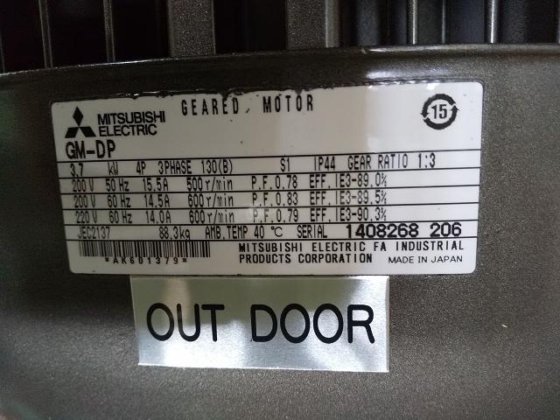 GEARED MOTOR
15
MITSUBISHI
ELECTRIC
GM-DP
3.7 kW 4P 3PHASE 130(B) S1 IP44 GEAR RATIO 1:3
200 V 50 Hz 15.5A 500 r/min P.F. 0.78 EFF. IE3-89.0%
200 V 60 Hz 14.5A 600 r/min P.F. 0.83 EFF. IE3-89.5%
220 V 60 Hz 14.0A 600 r/min P.F. 0.79 EFF. IE3-90.3%
JEC2137 88.3kg AMB.TEMP 40 ℃ SERIAL 1408268 206
*AK601379*
MITSUBISHI ELECTRIC FA INDUSTRIAL
PRODUCTS CORPORATION MADE IN JAPAN
OUT DOOR